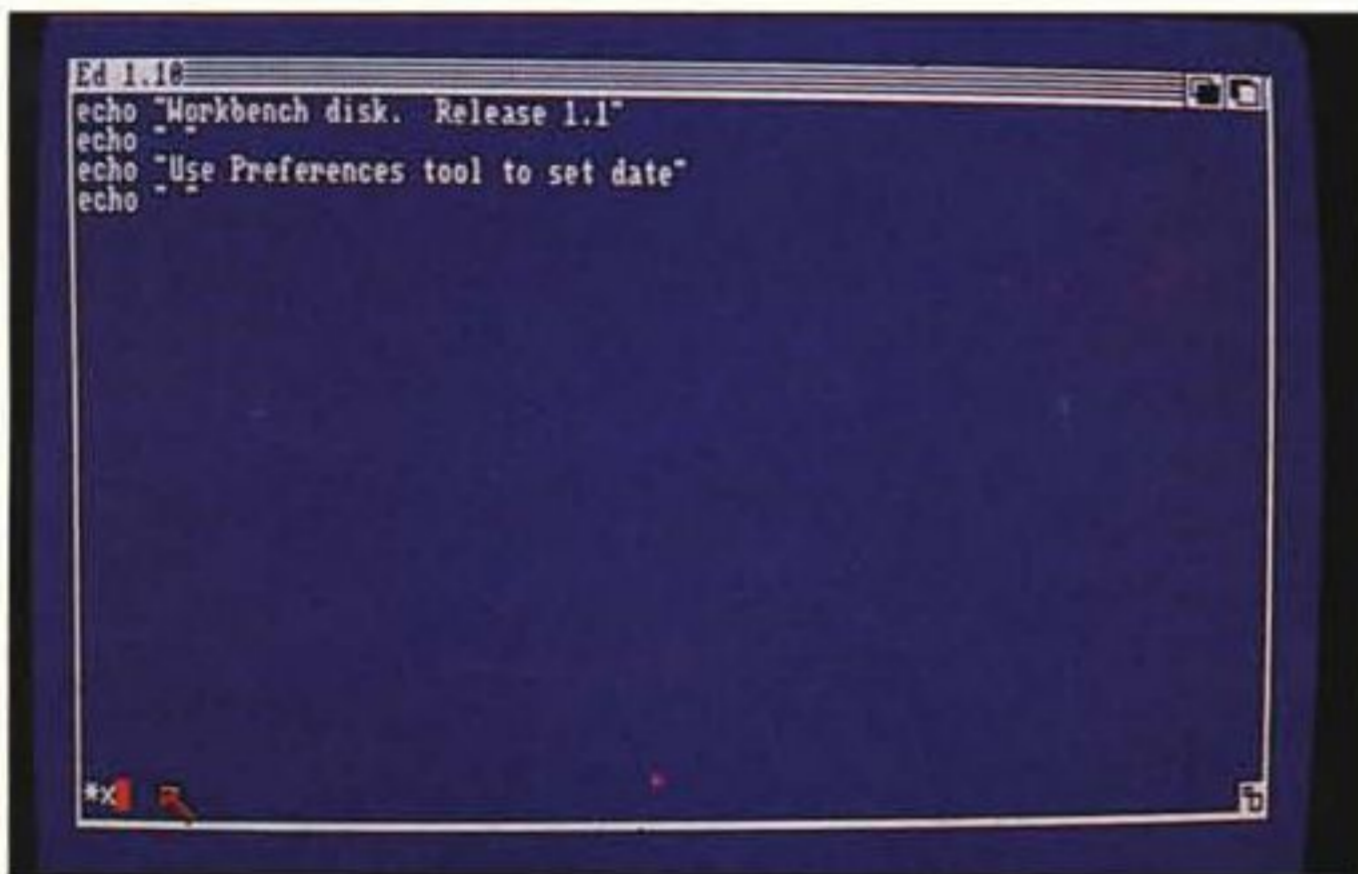 Ed 1.10
echo "Workbench disk.  Release 1.1"
echo " "
echo "Use Preferences tool to set date"
echo " "
*x